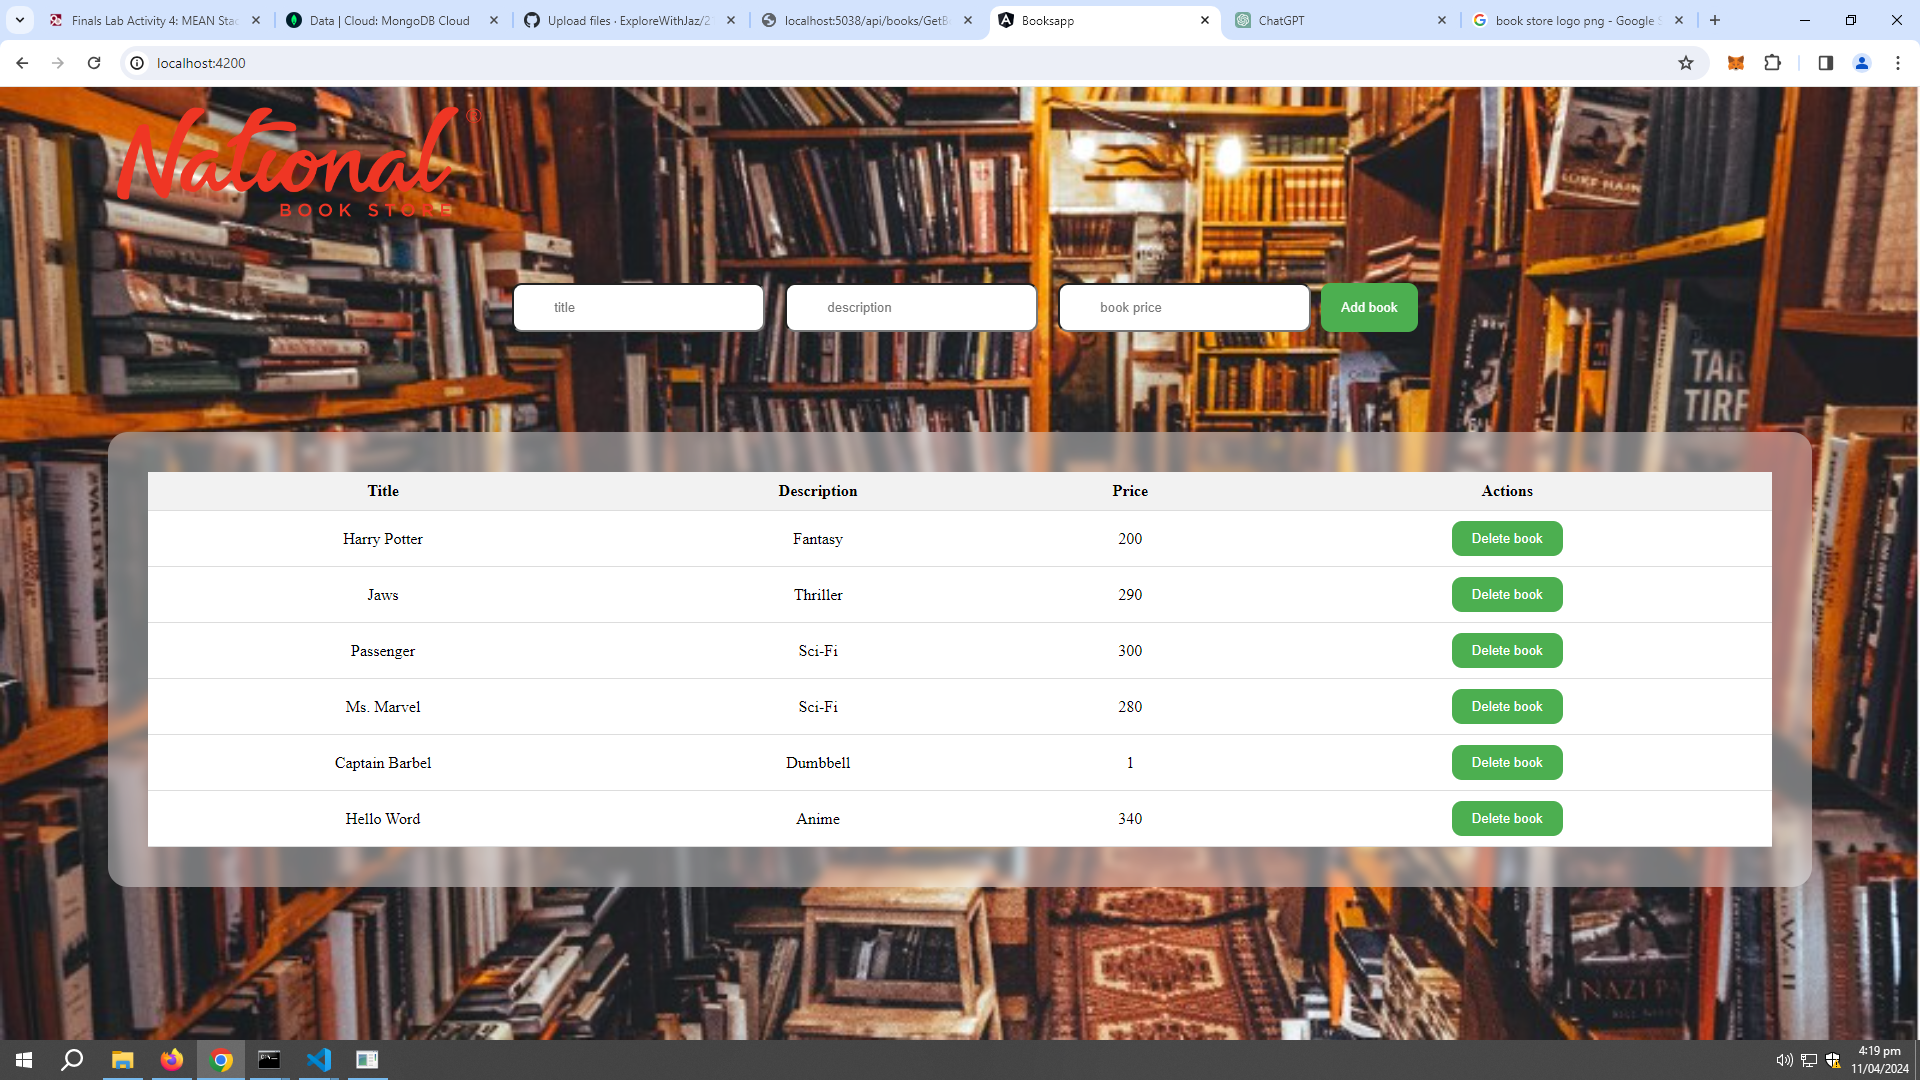 Finals Lab Activity 4: MEAN Stac
Data | Cloud: MongoDB Cloud
Upload files · ExploreWithJaz/2
localhost:5038/api/books/GetB
Booksapp
ChatGPT
book store logo png - Google S
localhost:4200
National ®
BOOK STORE
title
description
book price
Add book
TAR
TIRF
LUKE
Title Description Price Actions
Harry Potter Fantasy 200 Delete book
Jaws Thriller 290 Delete book
Passenger Sci-Fi 300 Delete book
Ms. Marvel Sci-Fi 280 Delete book
Captain Barbel Dumbbell 1 Delete book
Hello Word Anime 340 Delete book
4:19 pm
11/04/2024